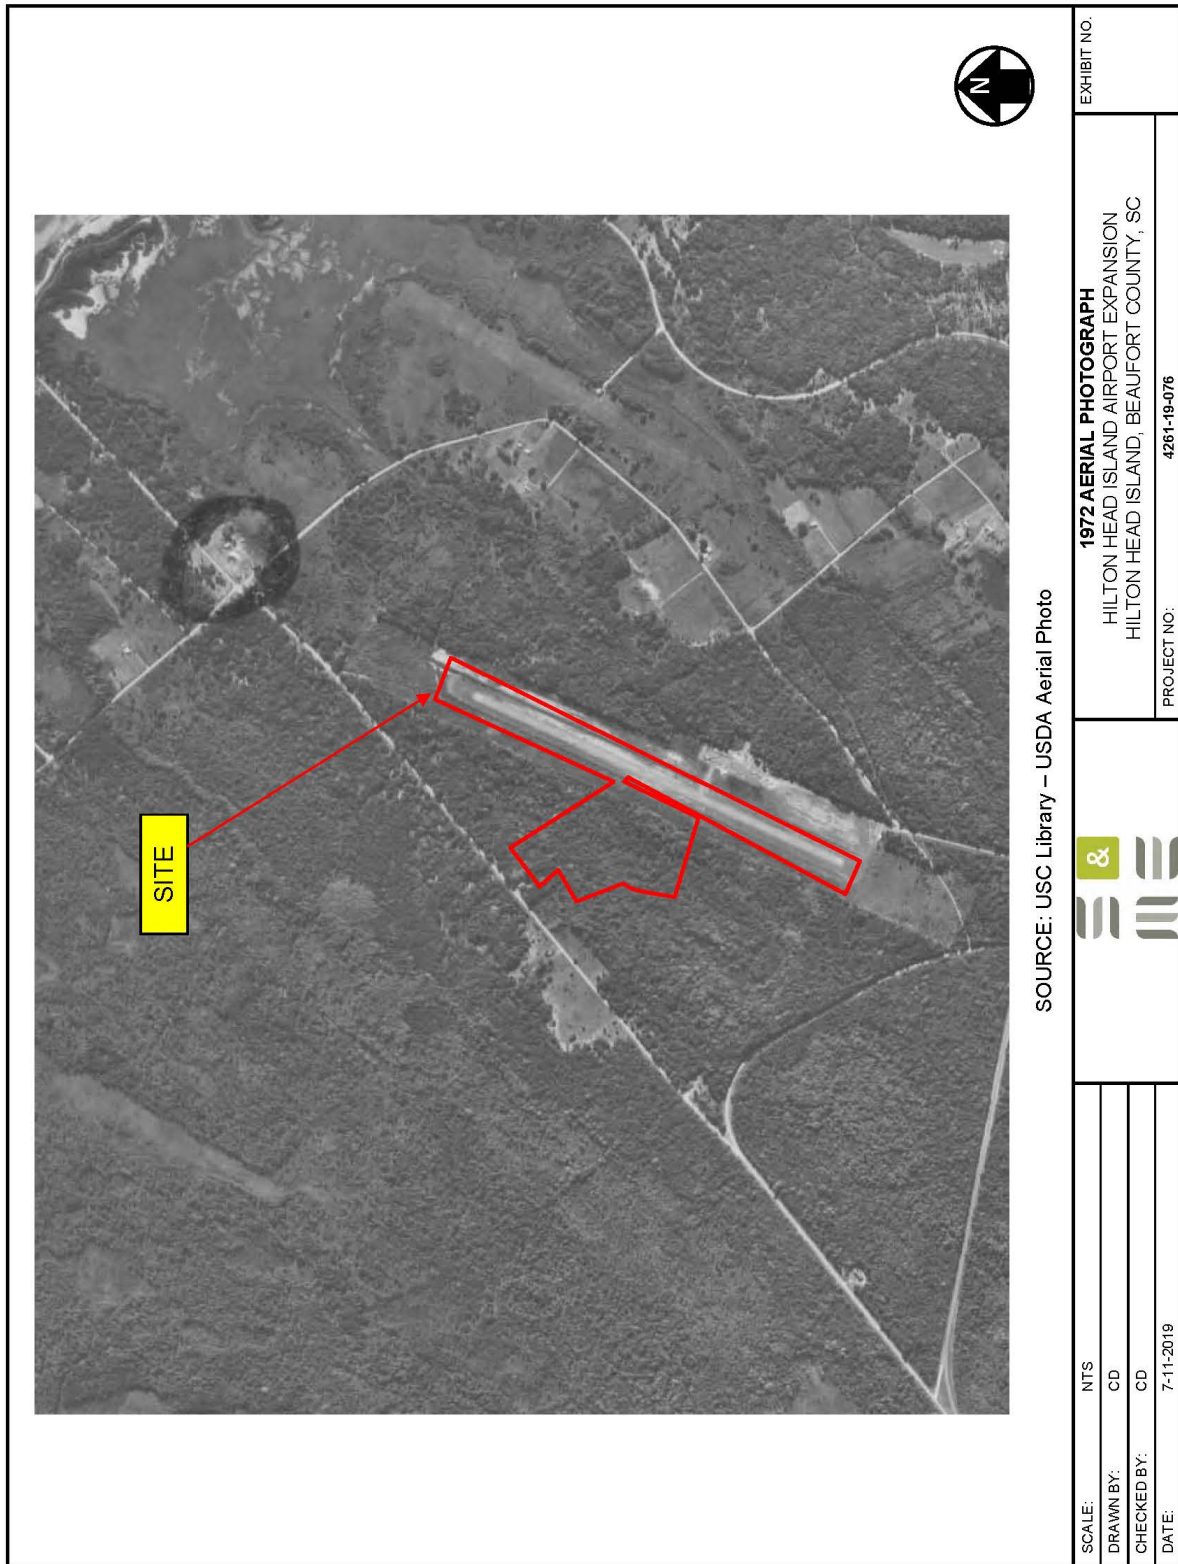 SITE
N
SOURCE: USC Library – USDA Aerial Photo
SCALE: NTS
DRAWN BY: CD
CHECKED BY: CD
DATE: 7-11-2019
S&ME
1972 AERIAL PHOTOGRAPH
HILTON HEAD ISLAND AIRPORT EXPANSION
HILTON HEAD ISLAND, BEAUFORT COUNTY, SC
PROJECT NO: 4261-19-076
EXHIBIT NO.